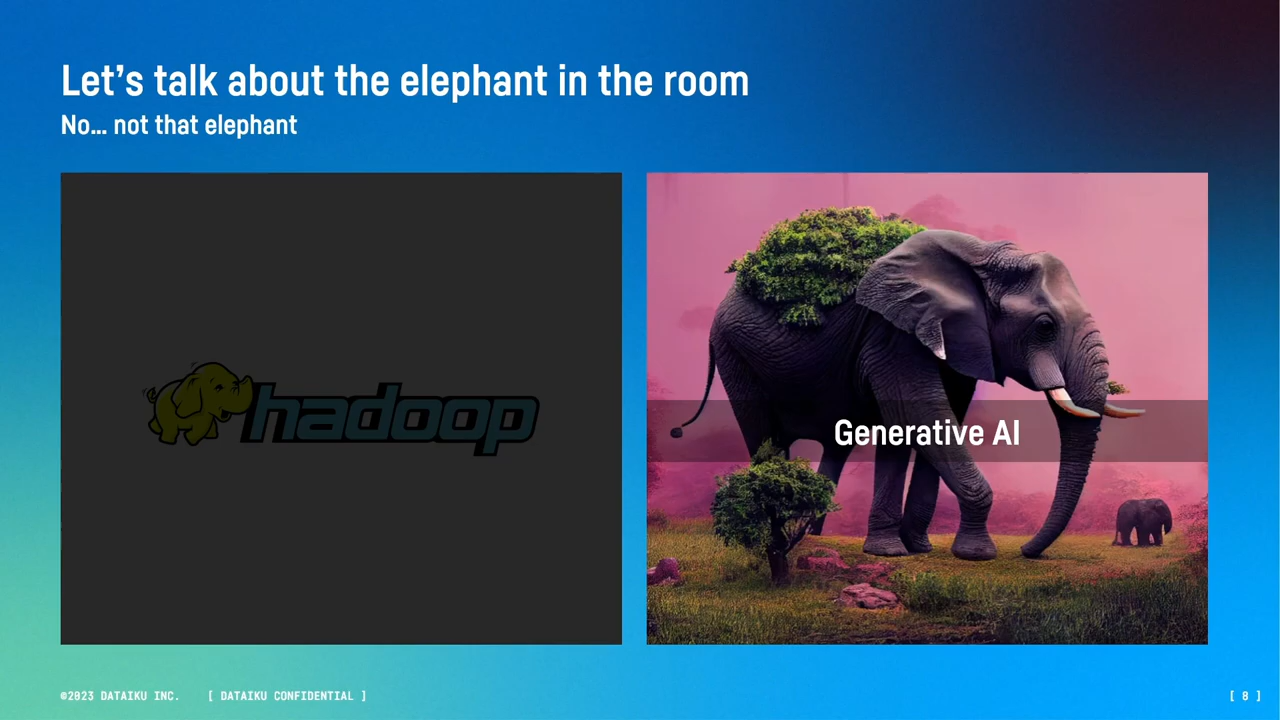 Let's talk about the elephant in the room
No... not that elephant
hadoop
Generative AI
©2023 DATAIKU INC. [ DATAIKU CONFIDENTIAL ]
[ 8 ]